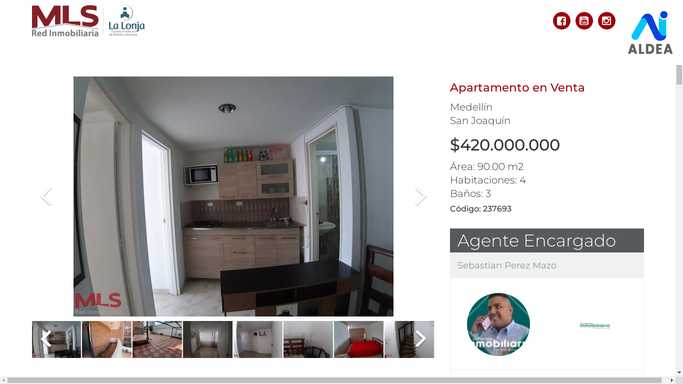 MLS
Red Inmobiliaria
La Lonja
ALDEA
Apartamento en Venta
Medellín
San Joaquín
$420.000.000
Área: 90.00 m2
Habitaciones: 4
Baños: 3
Código: 237693
MLS
Agente Encargado
Sebastian Perez Mazo